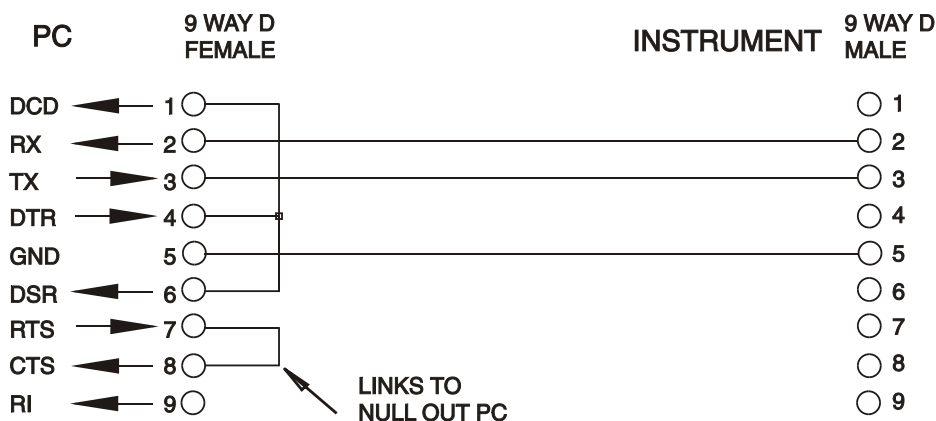 PC
9 WAY D
FEMALE
INSTRUMENT
9 WAY D
MALE
DCD 1 1
RX 2 2
TX 3 3
DTR 4 4
GND 5 5
DSR 6 6
RTS 7 7
CTS 8 8
RI 9 9
LINKS TO
NULL OUT PC